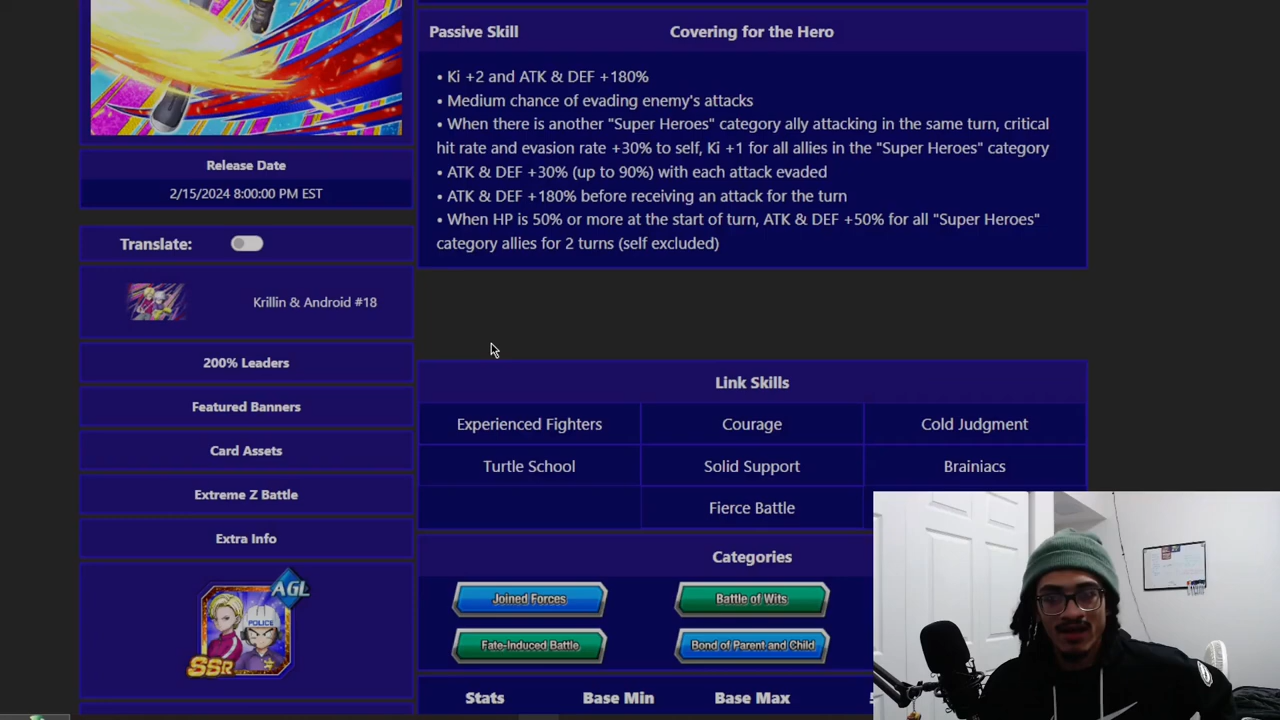 Passive Skill
Covering for the Hero
• Ki +2 and ATK & DEF +180%
• Medium chance of evading enemy's attacks
• When there is another "Super Heroes" category ally attacking in the same turn, critical
hit rate and evasion rate +30% to self, Ki +1 for all allies in the "Super Heroes" category
• ATK & DEF +30% (up to 90%) with each attack evaded
• ATK & DEF +180% before receiving an attack for the turn
• When HP is 50% or more at the start of turn, ATK & DEF +50% for all "Super Heroes"
category allies for 2 turns (self excluded)
Release Date
2/15/2024 8:00:00 PM EST
Translate:
Krillin & Android #18
200% Leaders
Featured Banners
Card Assets
Extreme Z Battle
Extra Info
AGL
POLICE
SSR
Link Skills
Experienced Fighters
Courage
Cold Judgment
Turtle School
Solid Support
Brainiacs
Fierce Battle
Categories
Joined Forces
Battle of Wits
Fate-Induced Battle
Bond of Parent and Child
Stats
Base Min
Base Max